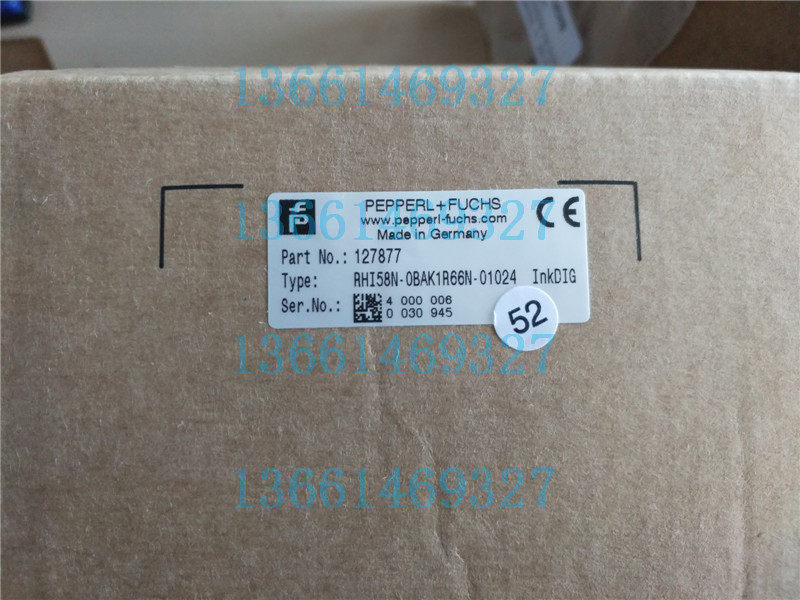 13661469327
PEPPERL+FUCHS
www.pepperl-fuchs.com
Made in Germany
CE
13661469327
Part No.: 127877
Type: RHI58N-0BAK1R66N-01024 InkDIG
Ser.No.: 4 000 006
0 030 945
52
13661469327
13661469327